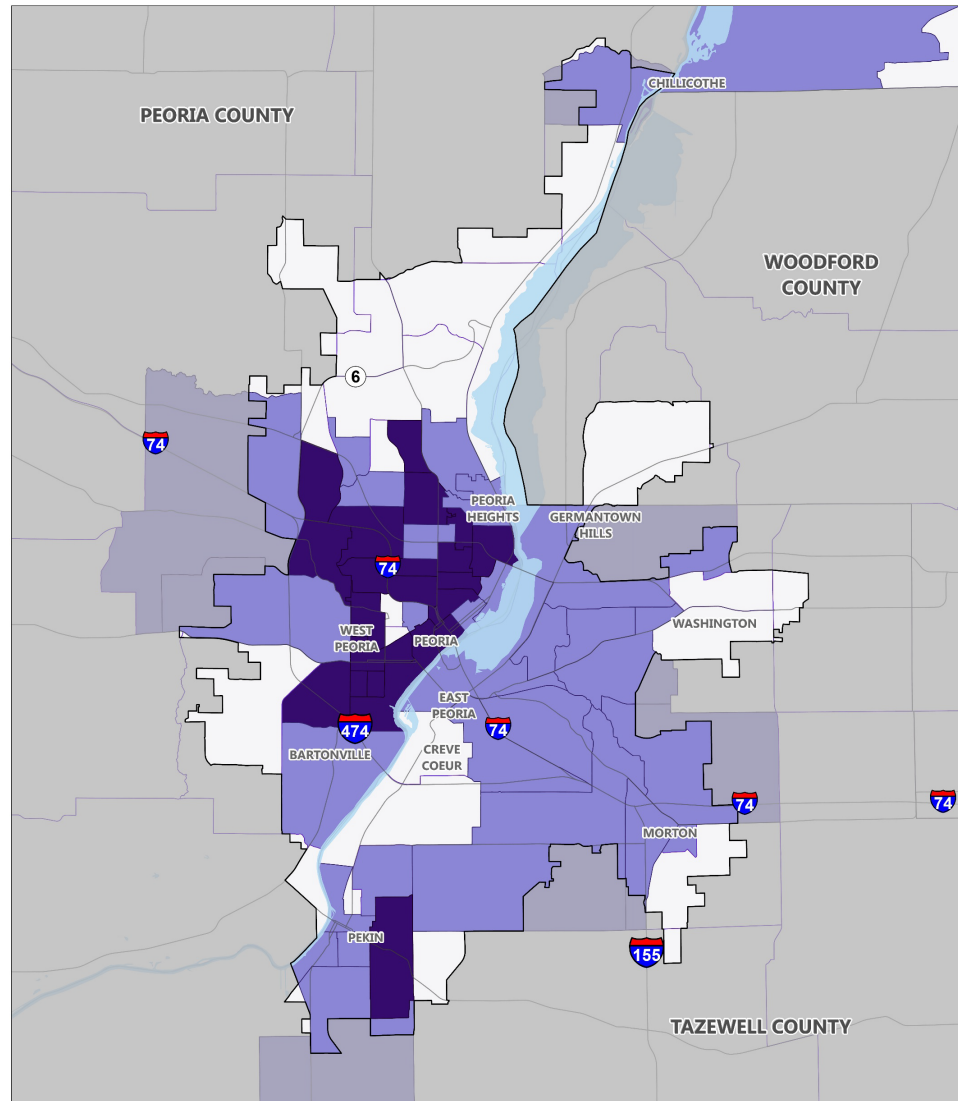 CHILLICOTHE
PEORIA COUNTY
WOODFORD
COUNTY
6
74
PEORIA
HEIGHTS
GERMANTOWN
HILLS
74
WEST
PEORIA
PEORIA
WASHINGTON
EAST
PEORIA
474
74
BARTONVILLE
CREVE
COEUR
74
74
MORTON
PEKIN
155
TAZEWELL COUNTY